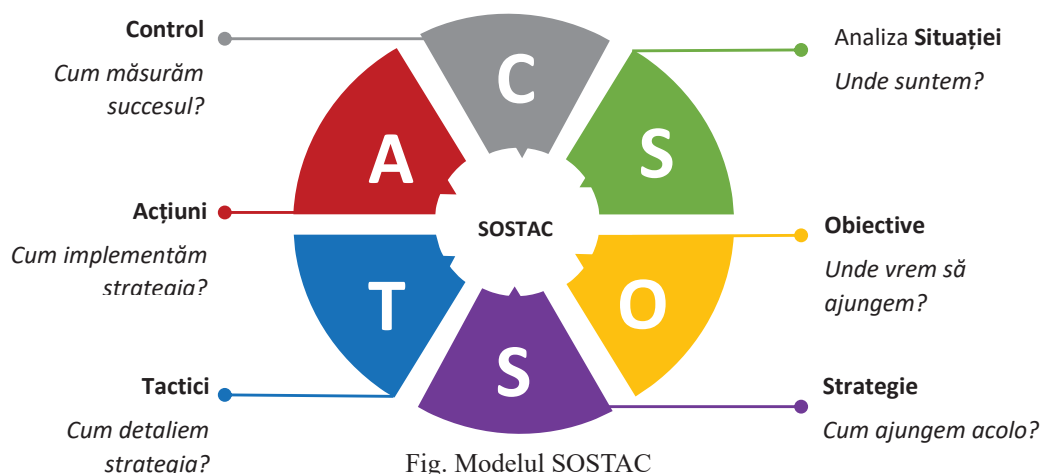 Control
Cum măsurăm
succesul?
C
Analiza Situației
Unde suntem?
A
S
Acțiuni
Cum implementăm
strategia?
SOSTAC
Obiective
Unde vrem să
ajungem?
T
O
S
Tactici
Cum detaliem
strategia?
Strategie
Cum ajungem acolo?
Fig. Modelul SOSTAC